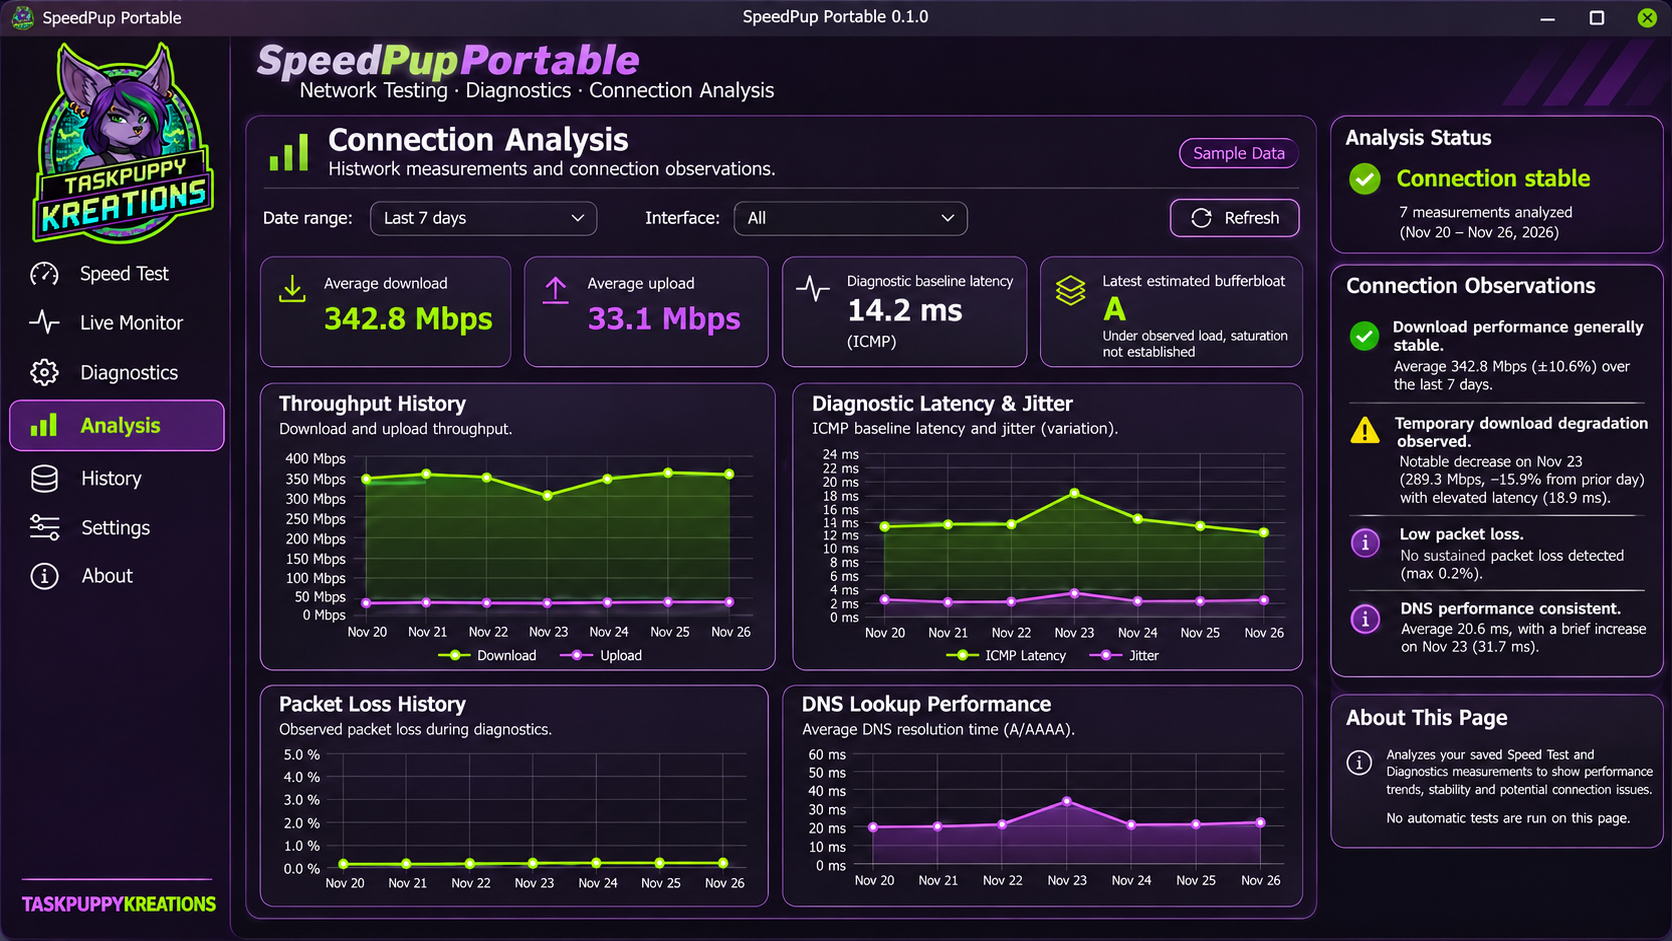 SpeedPup Portable
SpeedPup Portable 0.1.0
TASKPUPPY
KREATIONS
Speed Test
Live Monitor
Diagnostics
Analysis
History
Settings
About
TASKPUPPYKREATIONS
SpeedPupPortable
Network Testing · Diagnostics · Connection Analysis
Connection Analysis
Histwork measurements and connection observations.
Sample Data
Date range:
Last 7 days
Interface:
All
Refresh
Average download
342.8 Mbps
Average upload
33.1 Mbps
Diagnostic baseline latency
14.2 ms
(ICMP)
Latest estimated bufferbloat
A
Under observed load, saturation
not established
Throughput History
Download and upload throughput.
400 Mbps
350 Mbps
300 Mbps
250 Mbps
200 Mbps
150 Mbps
100 Mbps
50 Mbps
0 Mbps
Nov 20 Nov 21 Nov 22 Nov 23 Nov 24 Nov 25 Nov 26
Download Upload
Diagnostic Latency & Jitter
ICMP baseline latency and jitter (variation).
24 ms
22 ms
20 ms
18 ms
16 ms
14 ms
12 ms
10 ms
8 ms
6 ms
4 ms
2 ms
0 ms
Nov 20 Nov 21 Nov 22 Nov 23 Nov 24 Nov 25 Nov 26
ICMP Latency Jitter
Packet Loss History
Observed packet loss during diagnostics.
5.0 %
4.0 %
3.0 %
2.0 %
1.0 %
0.0 %
Nov 20 Nov 21 Nov 22 Nov 23 Nov 24 Nov 25 Nov 26
DNS Lookup Performance
Average DNS resolution time (A/AAAA).
60 ms
50 ms
40 ms
30 ms
20 ms
10 ms
0 ms
Nov 20 Nov 21 Nov 22 Nov 23 Nov 24 Nov 25 Nov 26
Analysis Status
Connection stable
7 measurements analyzed
(Nov 20 – Nov 26, 2026)
Connection Observations
Download performance generally
stable.
Average 342.8 Mbps (±10.6%) over
the last 7 days.
Temporary download degradation
observed.
Notable decrease on Nov 23
(289.3 Mbps, −15.9% from prior day)
with elevated latency (18.9 ms).
Low packet loss.
No sustained packet loss detected
(max 0.2%).
DNS performance consistent.
Average 20.6 ms, with a brief increase
on Nov 23 (31.7 ms).
About This Page
Analyzes your saved Speed Test and
Diagnostics measurements to show performance
trends, stability and potential connection issues.
No automatic tests are run on this page.